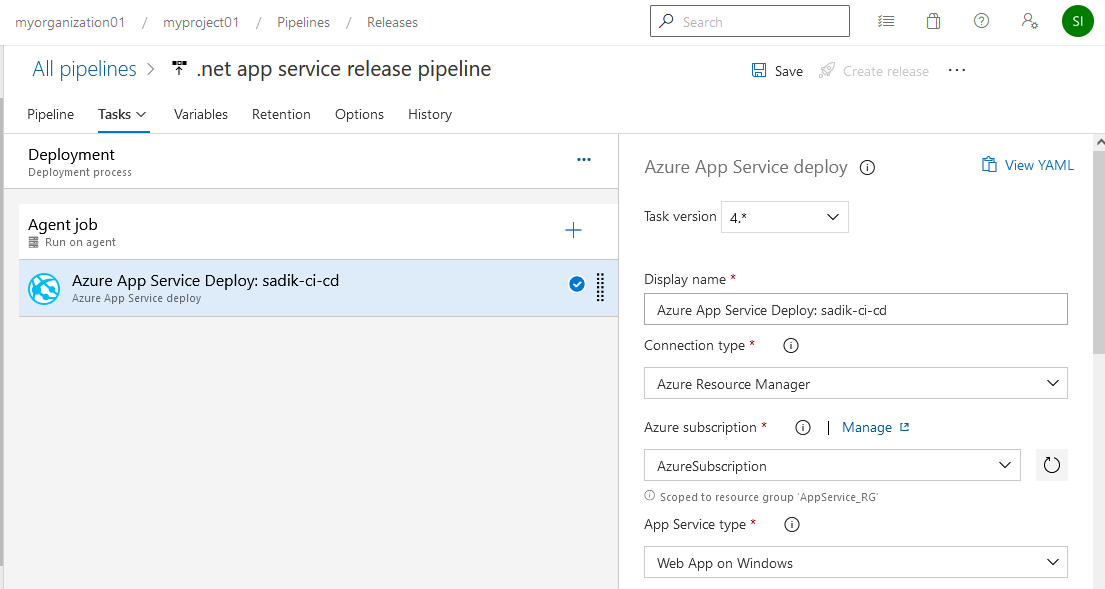 myorganization01 / myproject01 / Pipelines / Releases
Search
SI
All pipelines > .net app service release pipeline
Save
Create release
Pipeline Tasks Variables Retention Options History
Deployment
Deployment process
Agent job
Run on agent
Azure App Service Deploy: sadik-ci-cd
Azure App Service deploy
Azure App Service deploy
View YAML
Task version 4.*
Display name *
Azure App Service Deploy: sadik-ci-cd
Connection type *
Azure Resource Manager
Azure subscription * | Manage
AzureSubscription
Scoped to resource group 'AppService_RG'
App Service type *
Web App on Windows